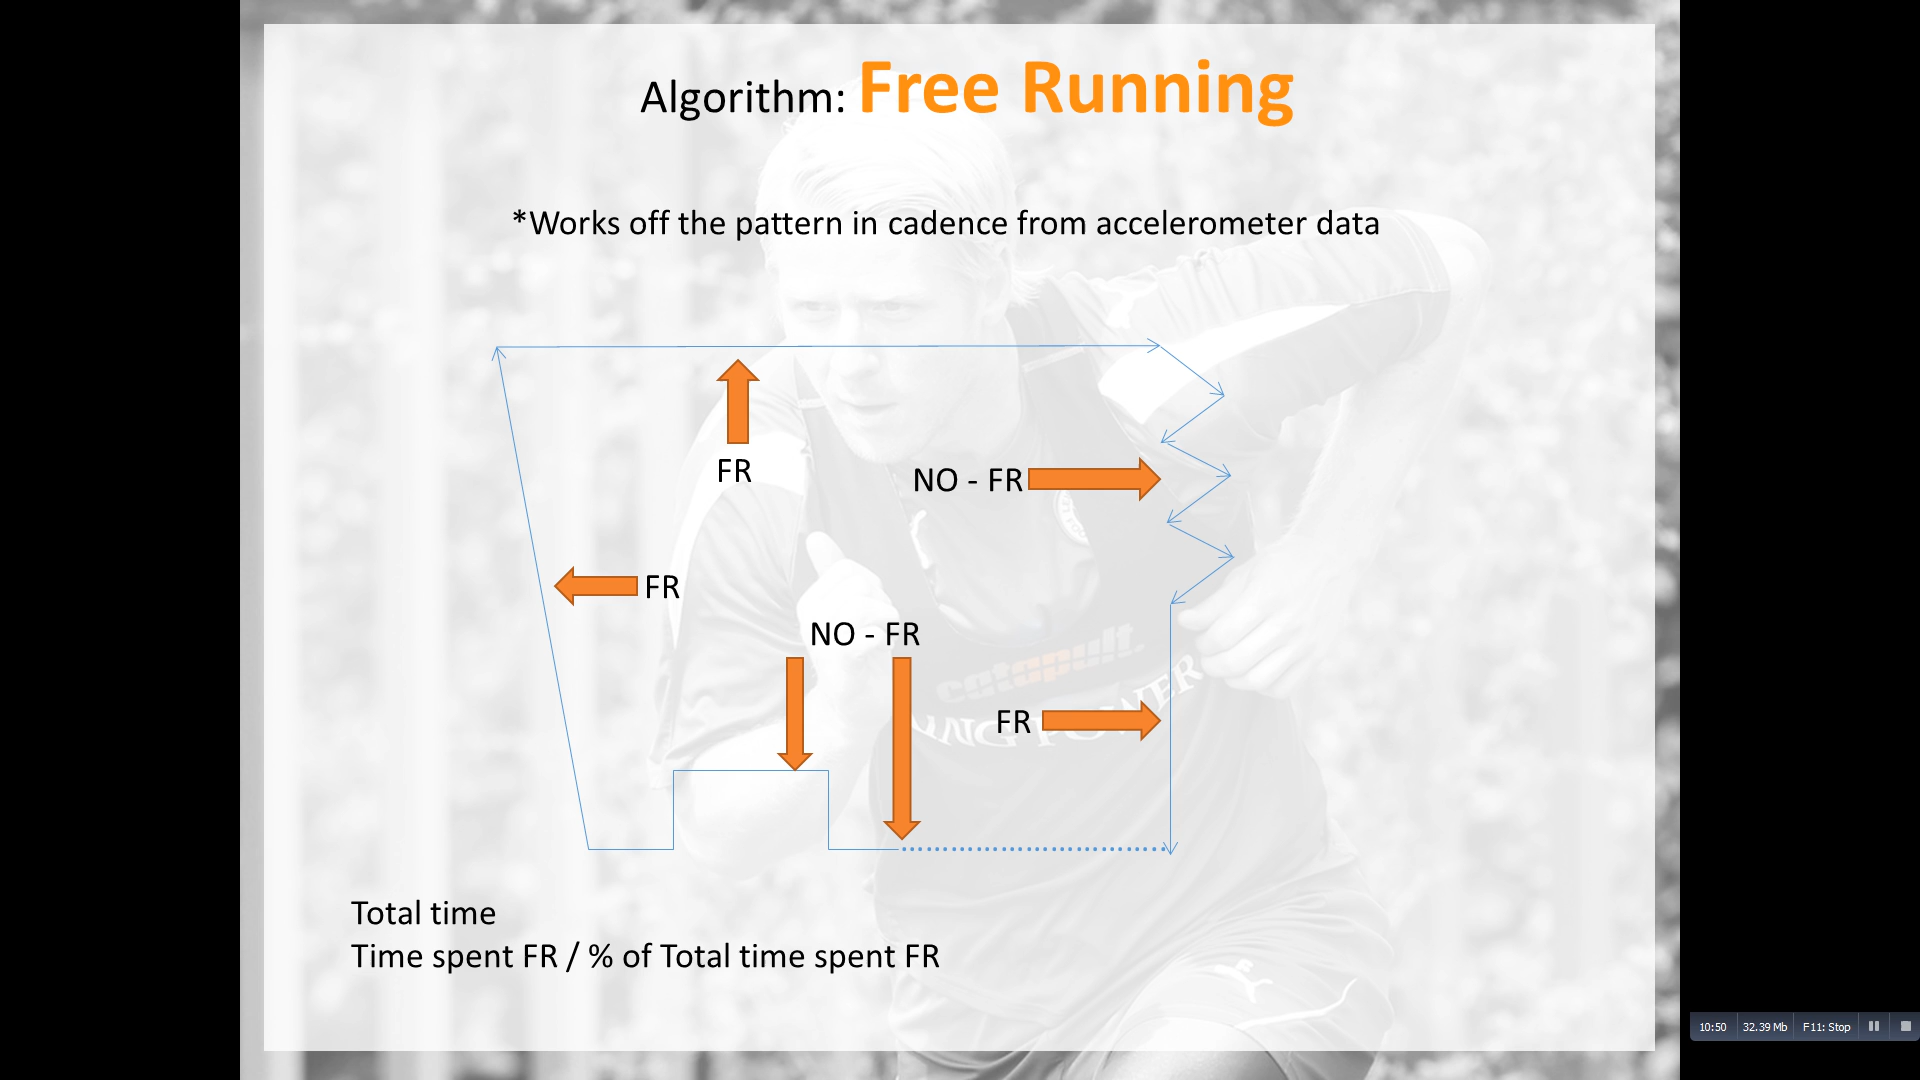 Algorithm: Free Running
*Works off the pattern in cadence from accelerometer data
FR
NO - FR
FR
NO - FR
catapult
FR
Total time
Time spent FR / % of Total time spent FR
10:50 32.39 Mb F11: Stop